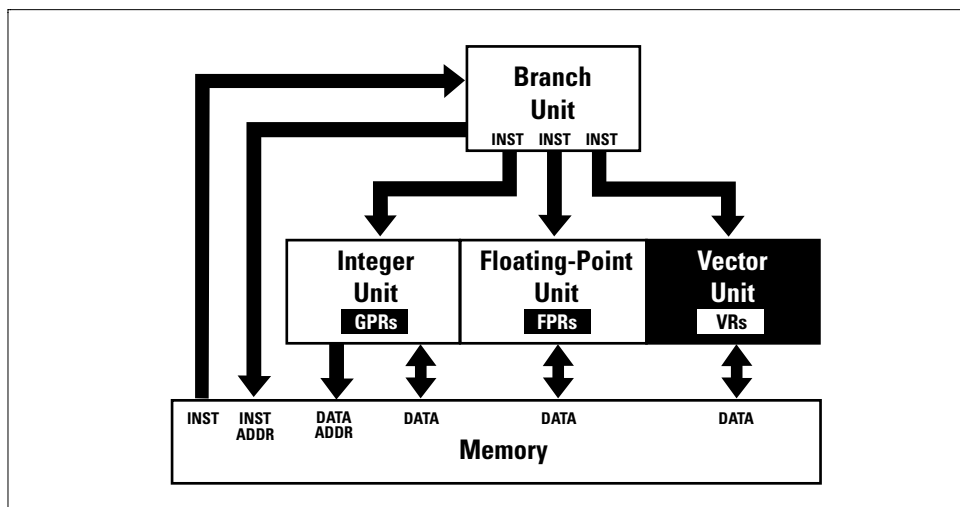 Branch
Unit
INST INST INST
Integer
Unit
GPRs
Floating-Point
Unit
FPRs
Vector
Unit
VRs
INST
INST
ADDR
DATA
ADDR
DATA
DATA
DATA
Memory